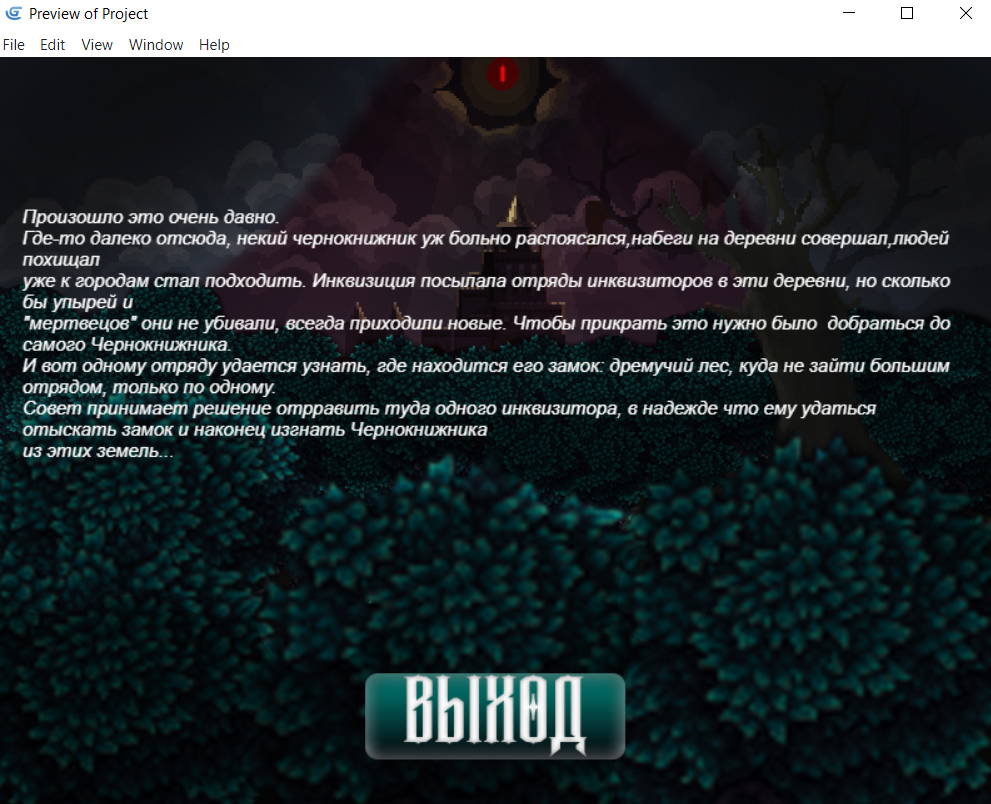 Preview of Project
File Edit View Window Help
Произошло это очень давно.
Где-то далеко отсюда, некий чернокнижник уж больно распоясался,набеги на деревни совершал,людей
похищал
уже к городам стал подходить. Инквизиция посылала отряды инквизиторов в эти деревни, но сколько
бы упырей и
"мертвецов" они не убивали, всегда приходили новые. Чтобы прикрать это нужно было  добраться до
самого Чернокнижника.
И вот одному отряду удается узнать, где находится его замок: дремучий лес, куда не зайти большим
отрядом, только по одному.
Совет принимает решение отрравить туда одного инквизитора, в надежде что ему удаться
отыскать замок и наконец изгнать Чернокнижника
из этих земель...
ВЫХОД